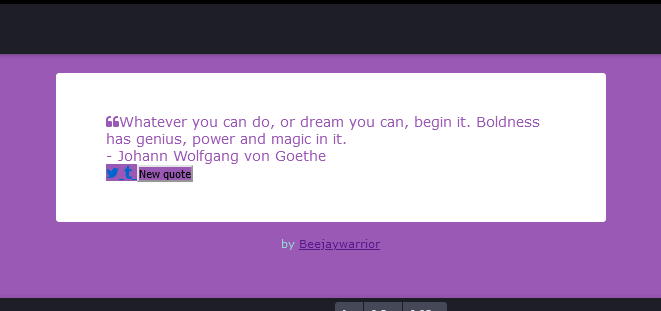 Whatever you can do, or dream you can, begin it. Boldness
has genius, power and magic in it.
- Johann Wolfgang von Goethe
New quote
by Beejaywarrior